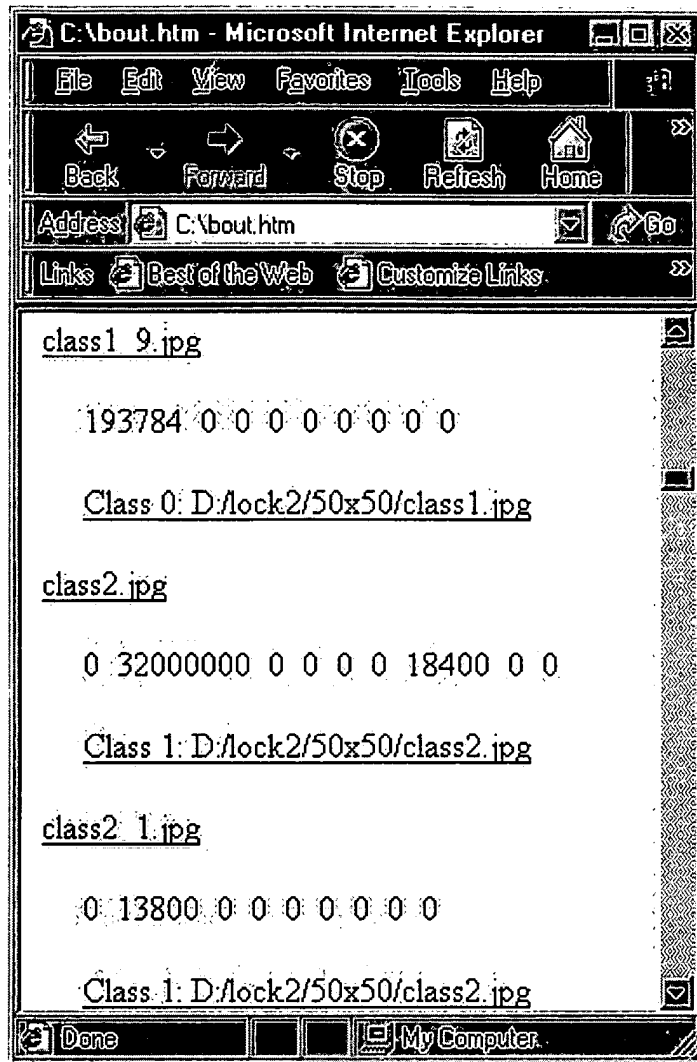 C:\bout.htm - Microsoft Internet Explorer
File Edit View Favorites Tools Help
Back Forward Stop Refresh Home »
Address C:\bout.htm Go
Links Best of the Web Customize Links »
class1_9.jpg
193784 0 0 0 0 0 0 0 0
Class 0: D:/lock2/50x50/class1.jpg
class2.jpg
0 32000000 0 0 0 0 18400 0 0
Class 1: D:/lock2/50x50/class2.jpg
class2_1.jpg
0 13800 0 0 0 0 0 0 0
Class 1: D:/lock2/50x50/class2.jpg
Done My Computer